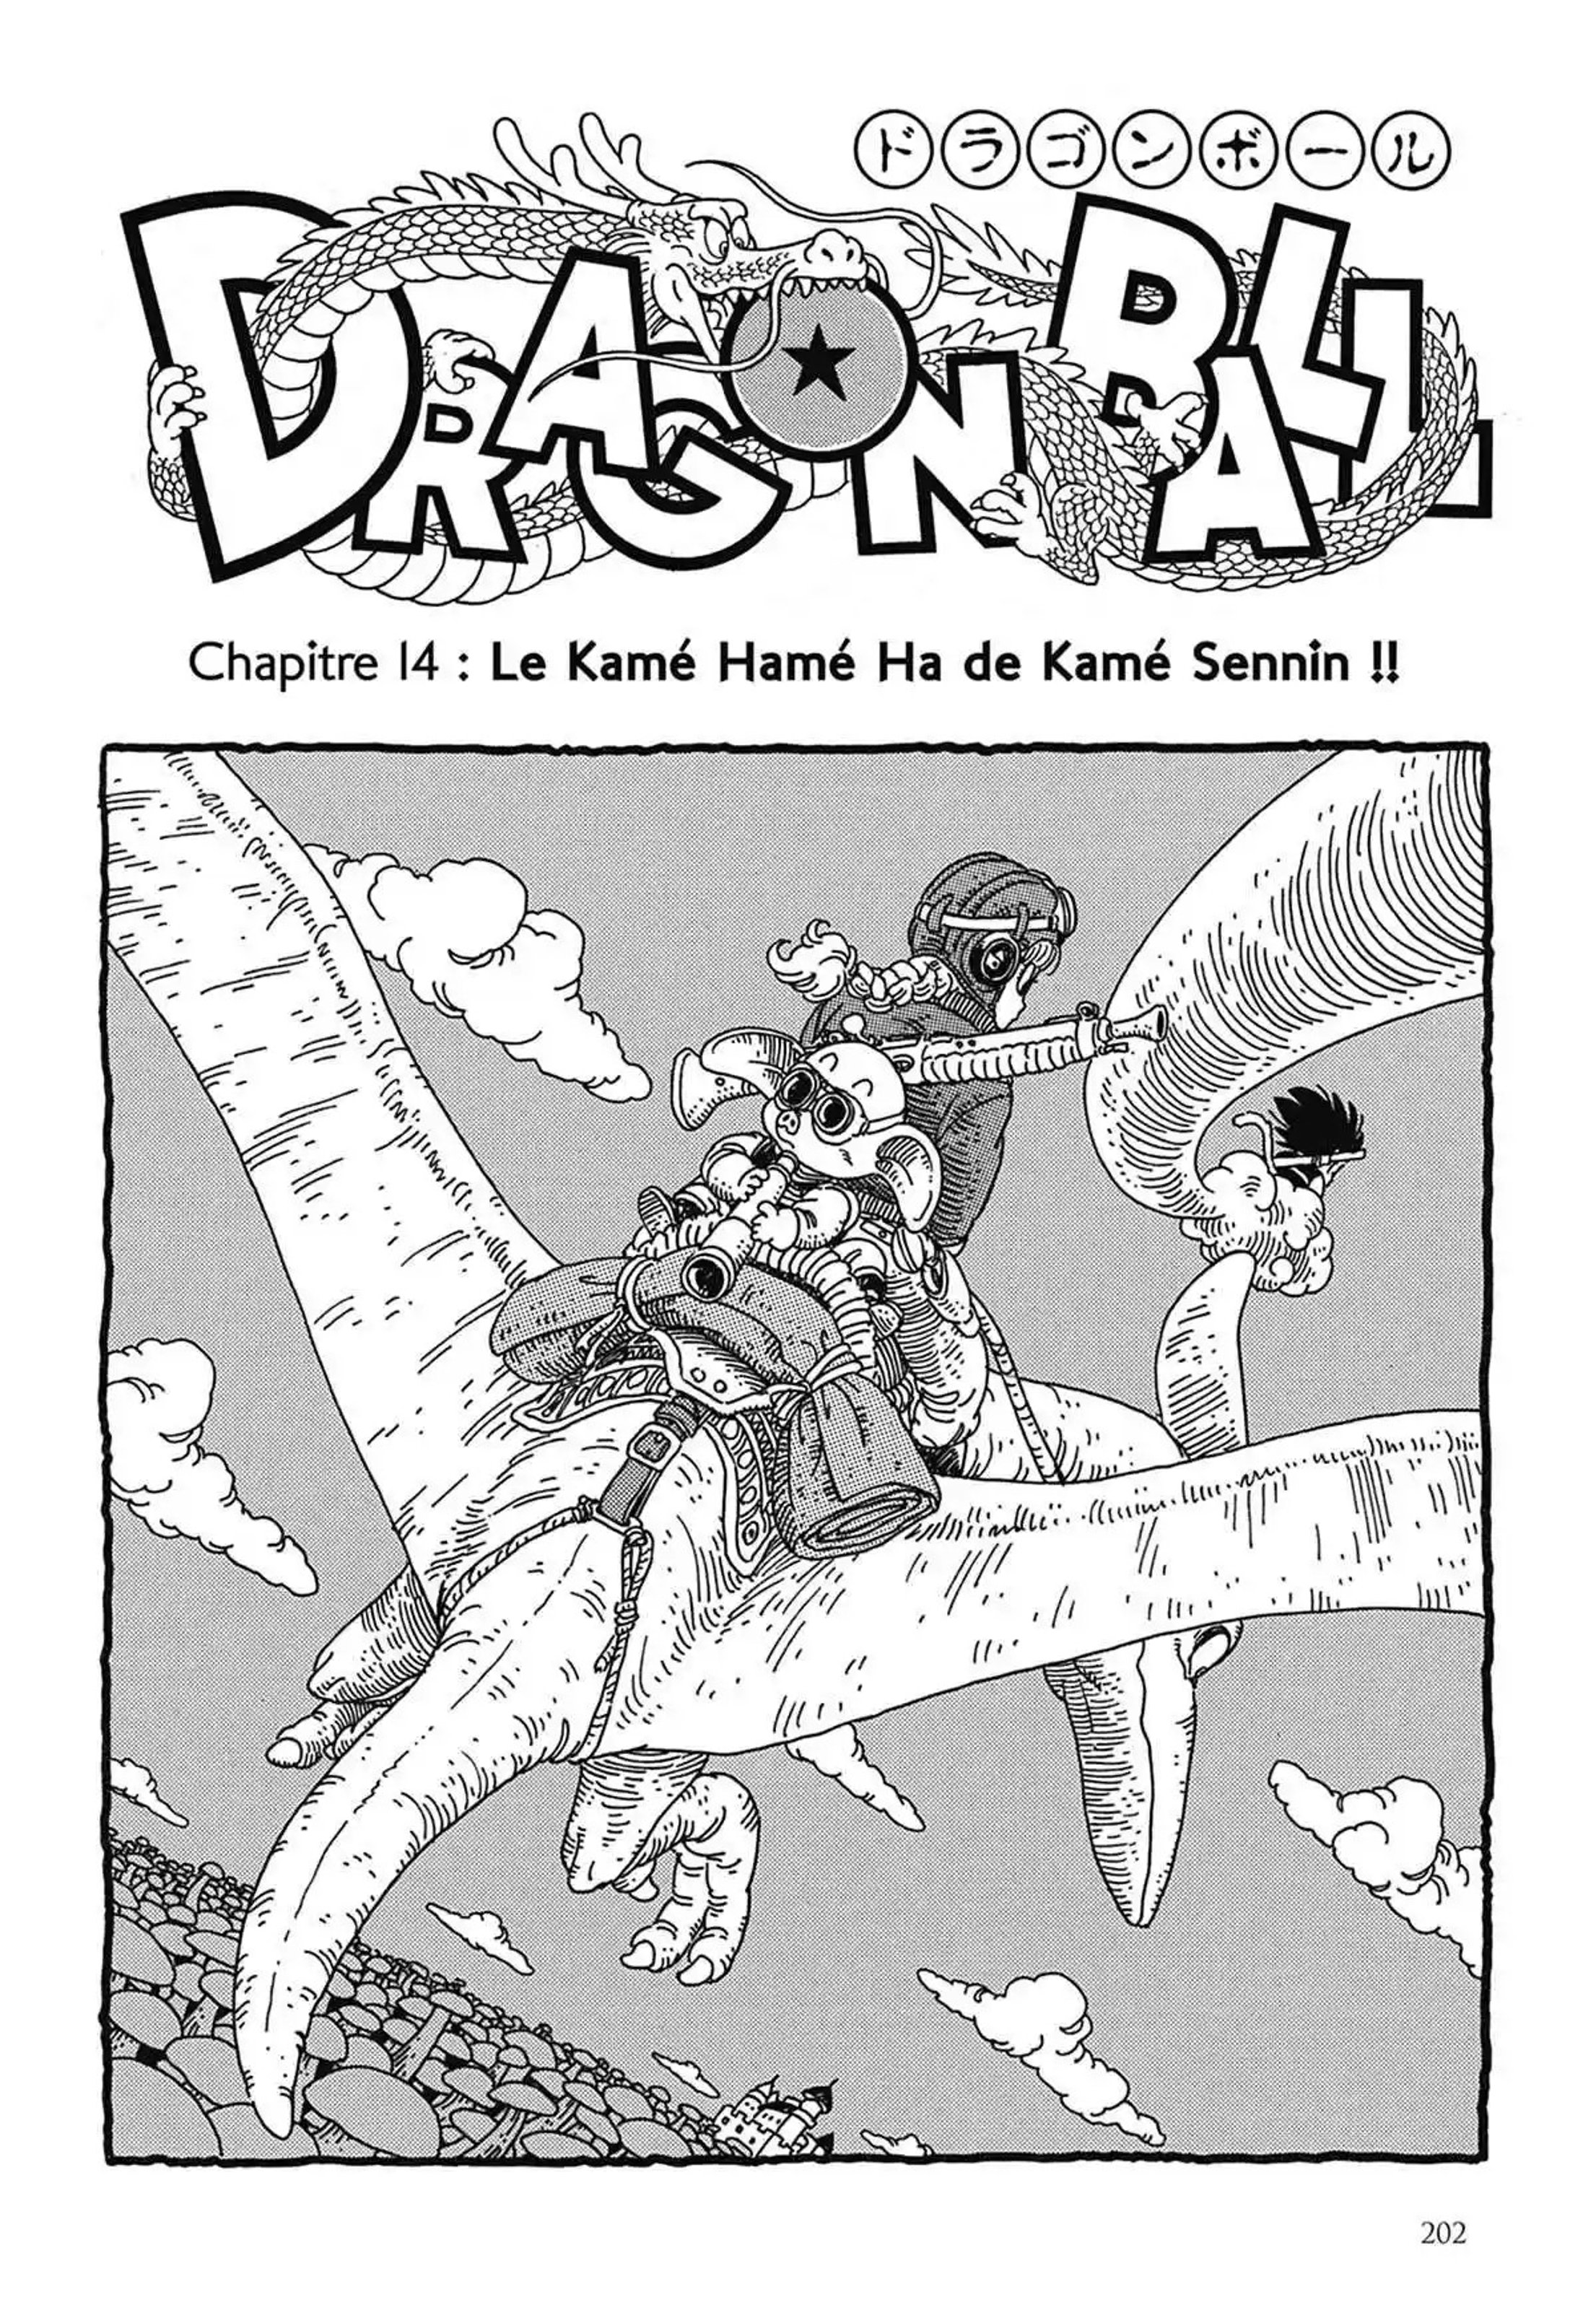 ドラゴンボール
DRAGON BALL
Chapitre 14 : Le Kamé Hamé Ha de Kamé Sennin !!
202